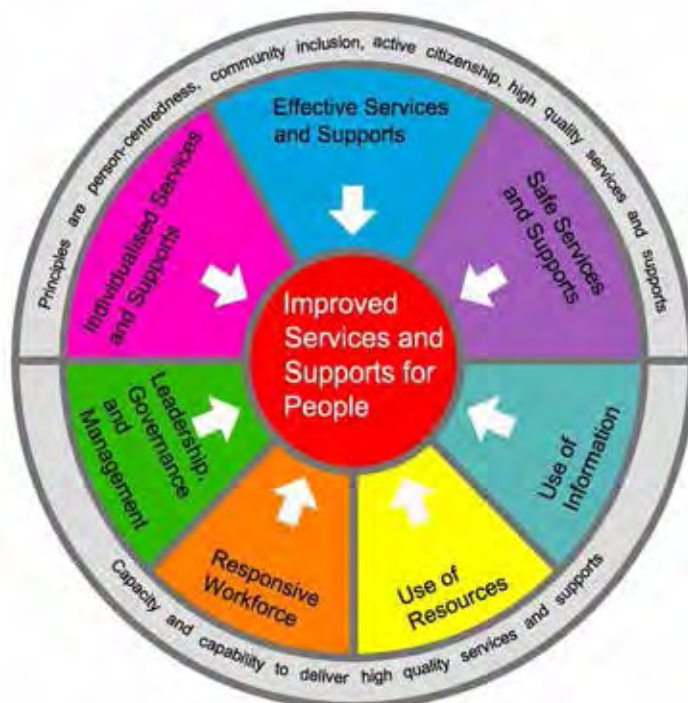 Principles are person-centredness, community inclusion, active citizenship, high quality services and supports
Effective Services
and Supports
Individualised Services
and Supports
Safe Services
and Supports
Improved
Services and
Supports for
People
Leadership,
Governance
and
Management
Use of
Information
Responsive
Workforce
Use of
Resources
Capacity and capability to deliver high quality services and supports